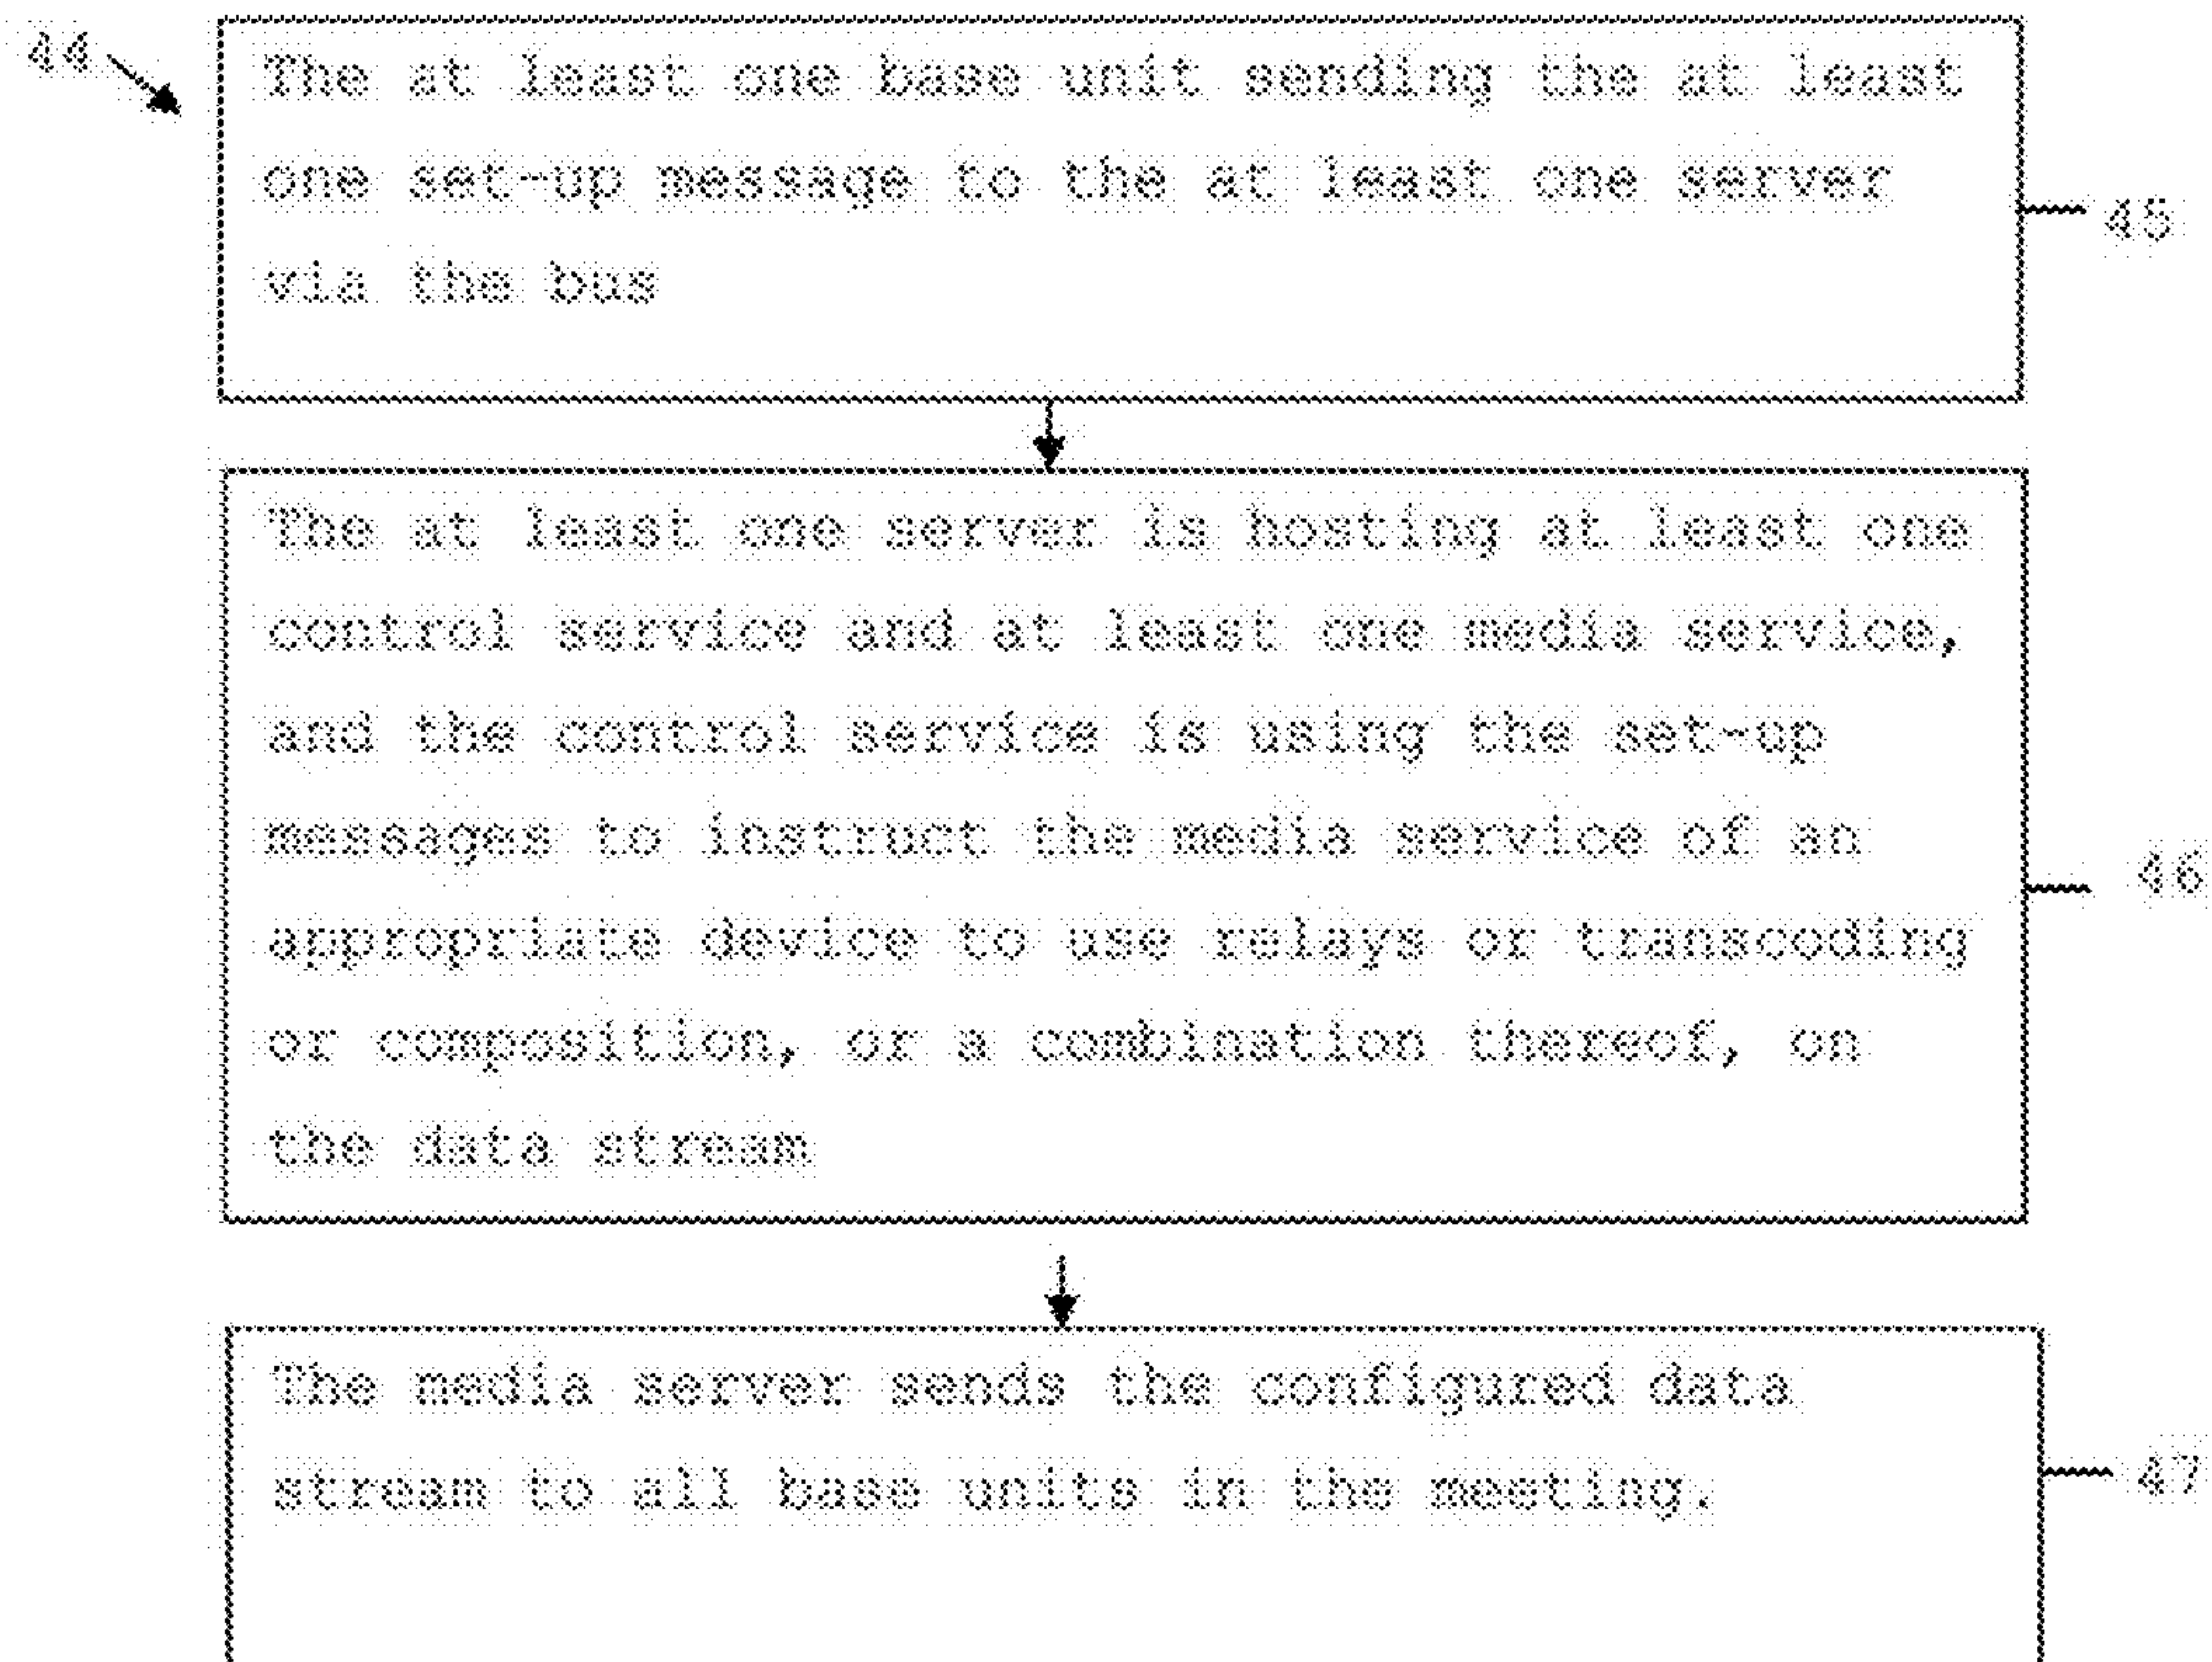 44
The at least one base unit sending the at least
one set-up message to the at least one server
via the bus
45
The at least one server is hosting at least one
control service and at least one media service,
and the control service is using the set-up
messages to instruct the media service of an
appropriate device to use relays or transcoding
or composition, or a combination thereof, on
the data stream
46
The media server sends the configured data
stream to all base units in the meeting.
47